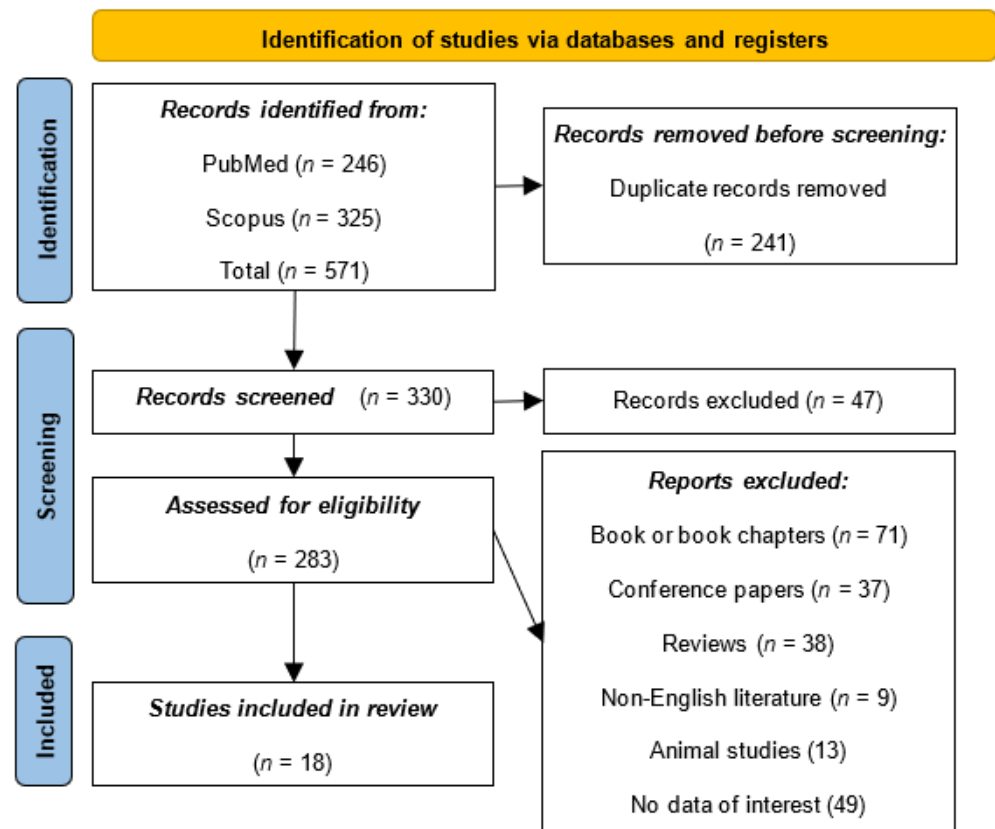 Identification of studies via databases and registers
Identification
Records identified from:
PubMed (n = 246)
Scopus (n = 325)
Total (n = 571)
Records removed before screening:
Duplicate records removed
(n = 241)
Screening
Records screened (n = 330)
Records excluded (n = 47)
Assessed for eligibility
(n = 283)
Reports excluded:
Book or book chapters (n = 71)
Conference papers (n = 37)
Reviews (n = 38)
Non-English literature (n = 9)
Animal studies (13)
No data of interest (49)
Included
Studies included in review
(n = 18)